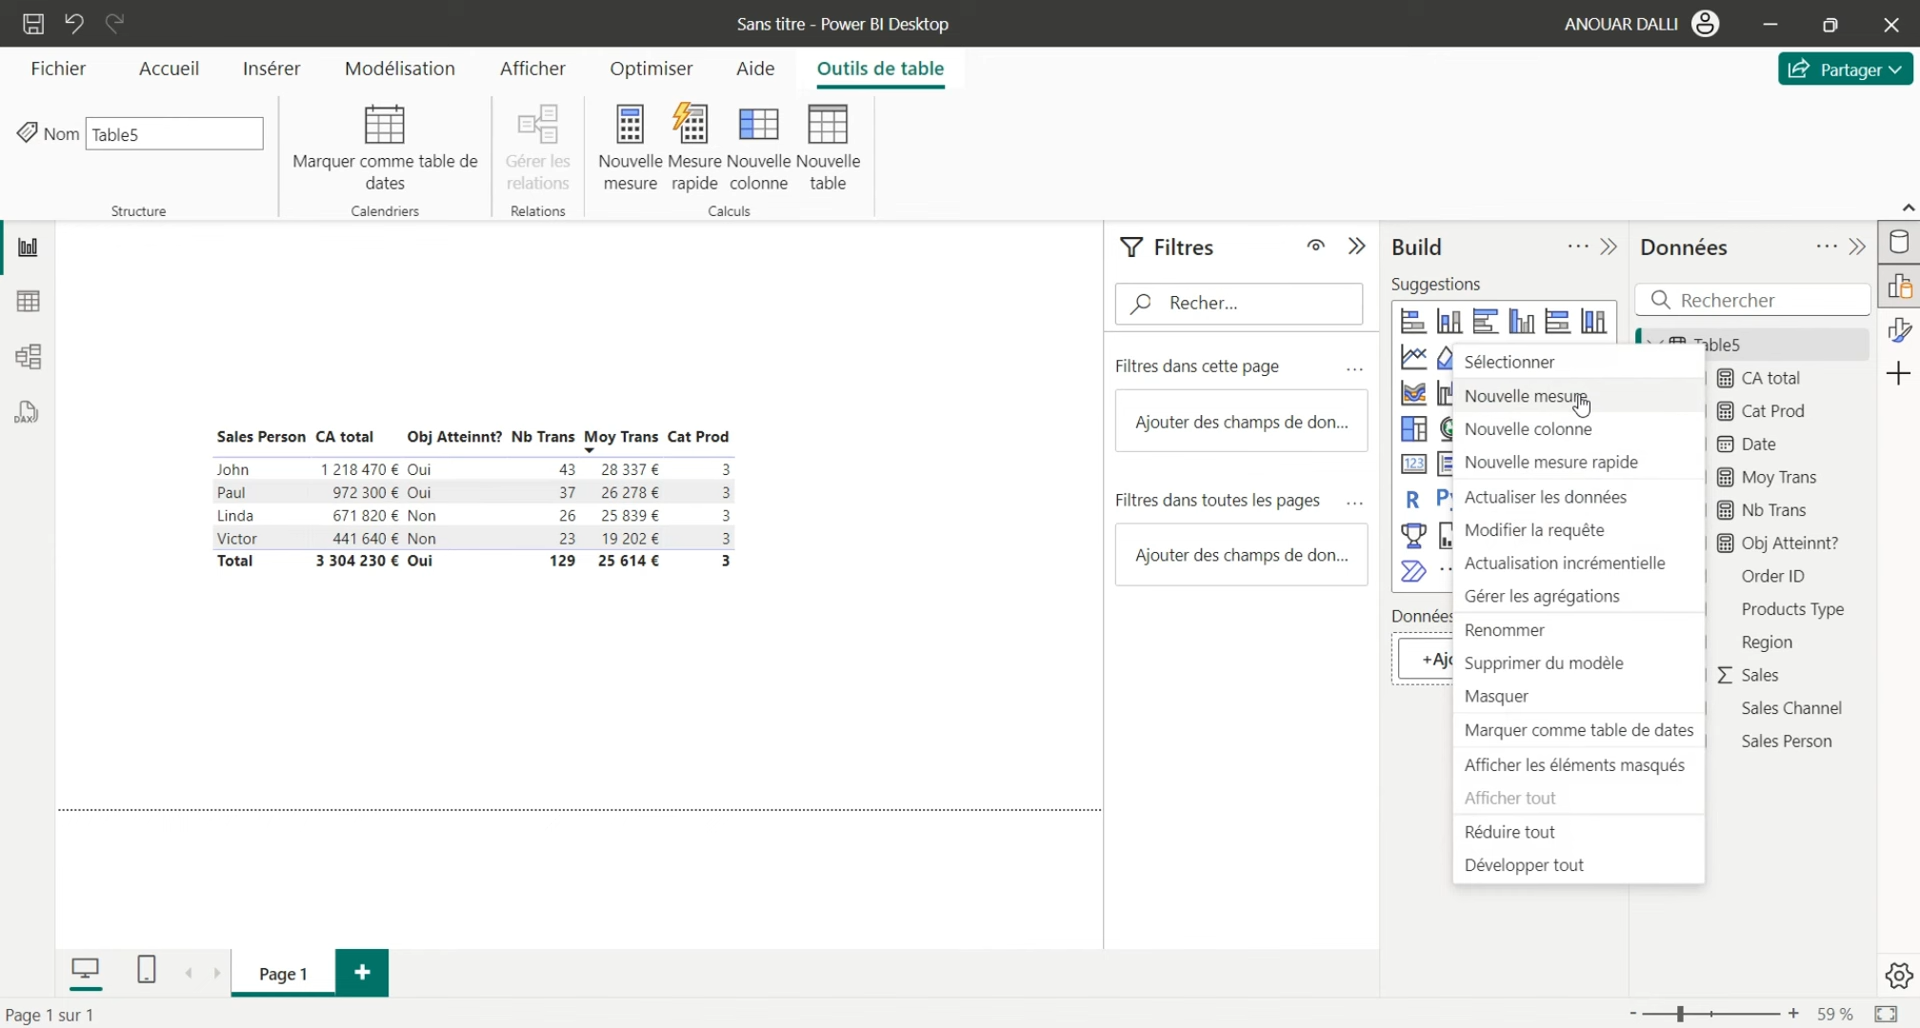 Sans titre - Power BI Desktop
ANOUAR DALLI
Fichier Accueil Insérer Modélisation Afficher Optimiser Aide Outils de table
Partager
Nom Table5
Marquer comme table de
dates
Gérer les
relations
Nouvelle
mesure
Mesure
rapide
Nouvelle
colonne
Nouvelle
table
Structure Calendriers Relations Calculs
Filtres
Recher...
Filtres dans cette page
Ajouter des champs de don...
Filtres dans toutes les pages
Ajouter des champs de don...
Build
Suggestions
123
R Py
Données
+Ajo
Données
Rechercher
Table5
CA total
Cat Prod
Date
Moy Trans
Nb Trans
Obj Atteinnt?
Order ID
Products Type
Region
Sales
Sales Channel
Sales Person
Sélectionner
Nouvelle mesure
Nouvelle colonne
Nouvelle mesure rapide
Actualiser les données
Modifier la requête
Actualisation incrémentielle
Gérer les agrégations
Renommer
Supprimer du modèle
Masquer
Marquer comme table de dates
Afficher les éléments masqués
Afficher tout
Réduire tout
Développer tout
DAX
Sales Person CA total Obj Atteinnt? Nb Trans Moy Trans Cat Prod
John 1 218 470 € Oui 43 28 337 € 3
Paul 972 300 € Oui 37 26 278 € 3
Linda 671 820 € Non 26 25 839 € 3
Victor 441 640 € Non 23 19 202 € 3
Total 3 304 230 € Oui 129 25 614 € 3
Page 1
Page 1 sur 1
59 %